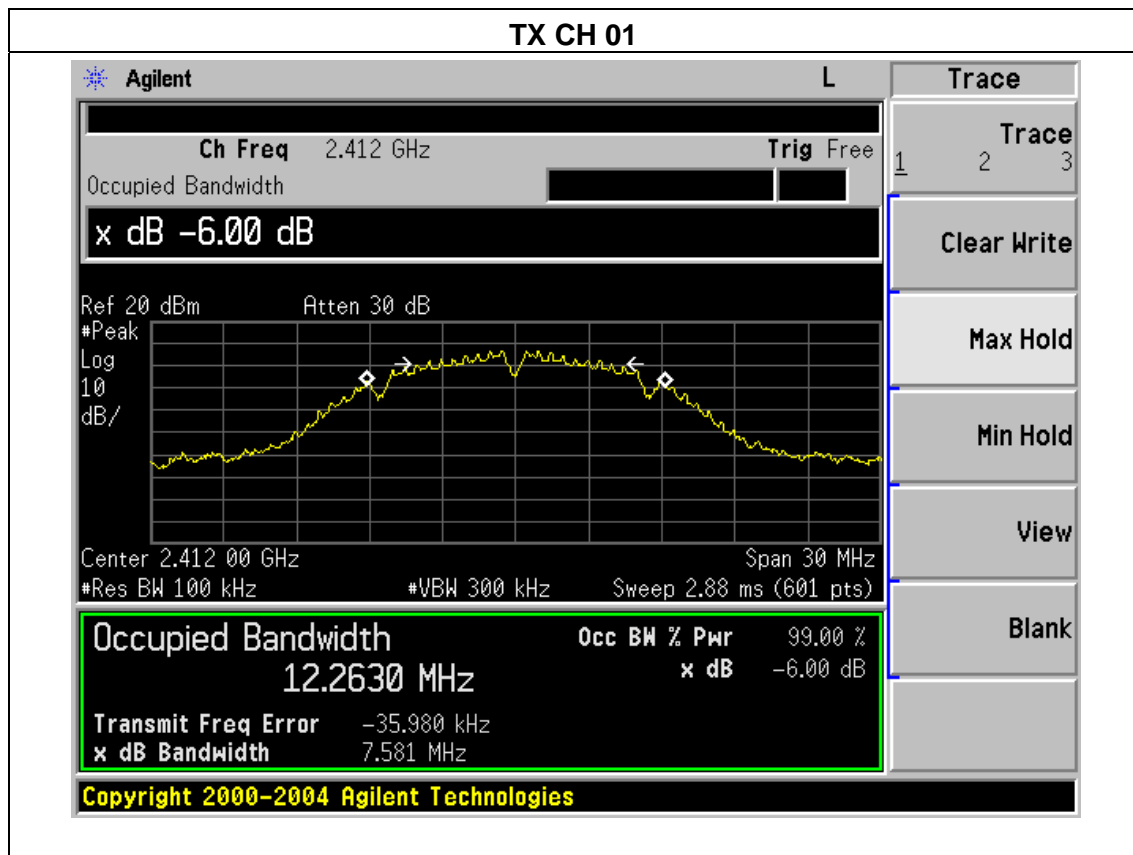 TX CH 01
Agilent L Trace
Ch Freq 2.412 GHz Trig Free
Occupied Bandwidth
x dB -6.00 dB
Ref 20 dBm Atten 30 dB
#Peak
Log
10
dB/
Center 2.412 00 GHz Span 30 MHz
#Res BW 100 kHz #VBW 300 kHz Sweep 2.88 ms (601 pts)
Occupied Bandwidth Occ BW % Pwr 99.00 %
12.2630 MHz x dB -6.00 dB
Transmit Freq Error -35.980 kHz
x dB Bandwidth 7.581 MHz
Copyright 2000-2004 Agilent Technologies
Trace
1 2 3
Clear Write
Max Hold
Min Hold
View
Blank